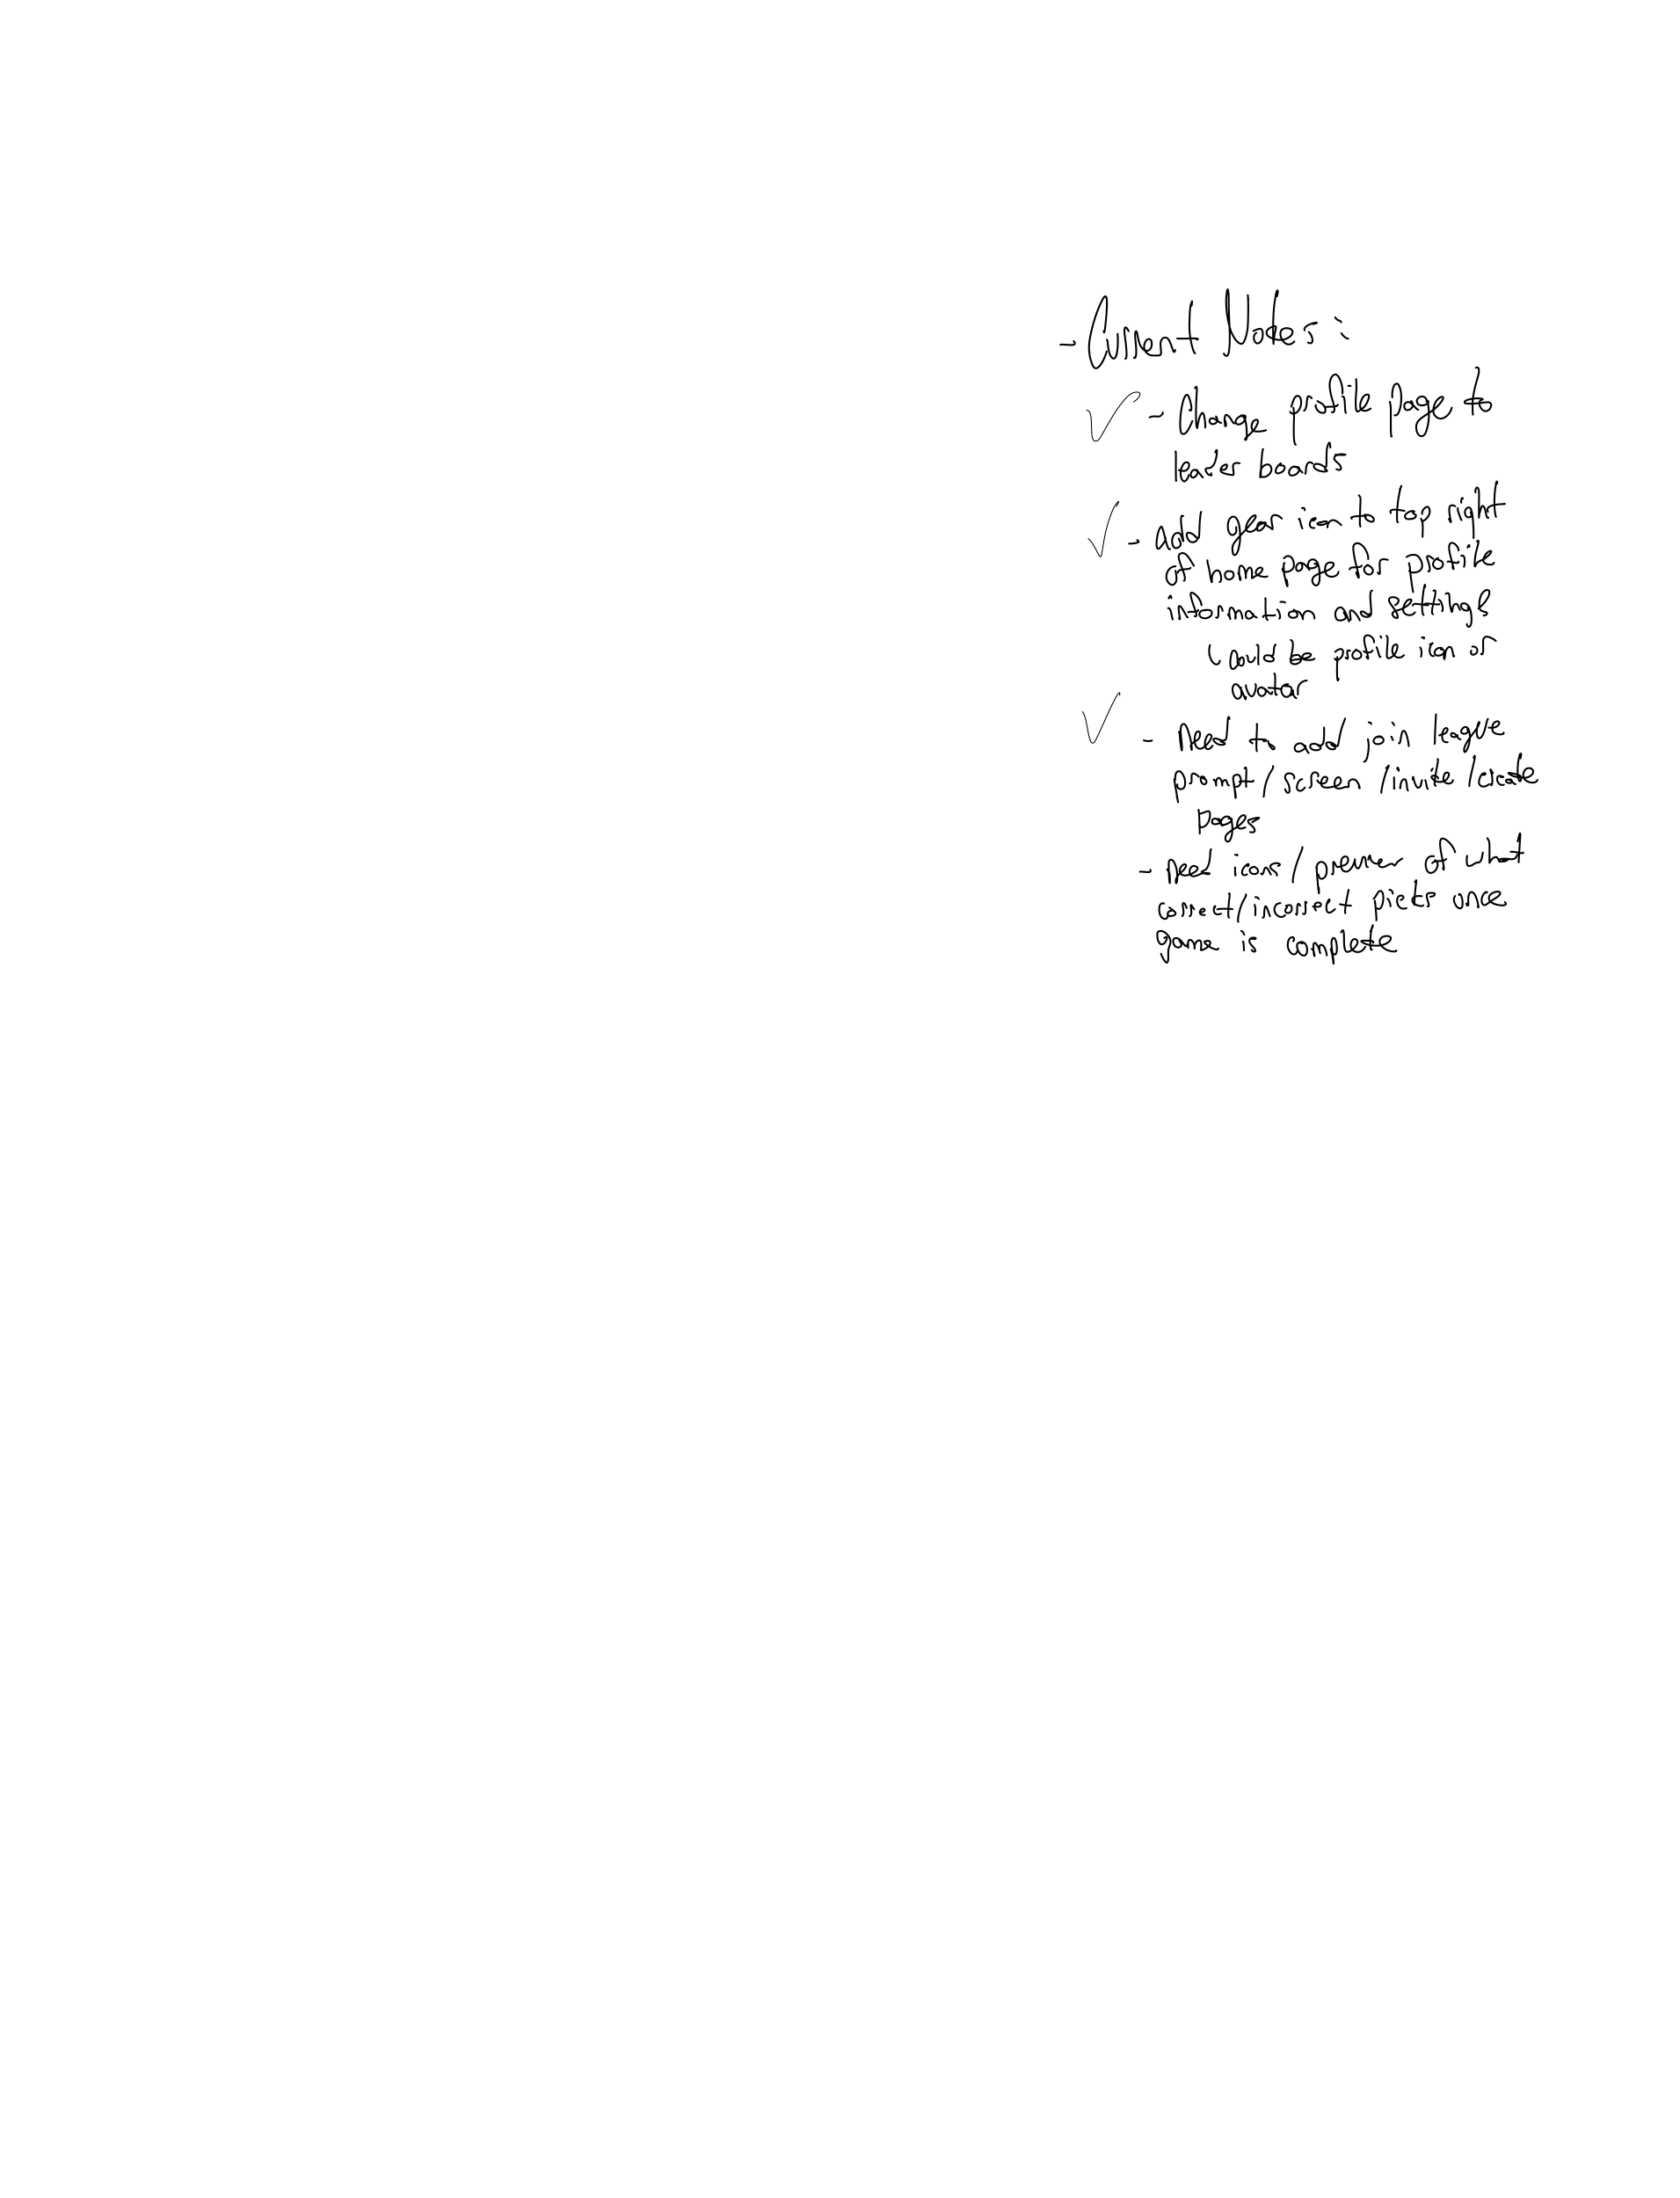 - Current Notes:
✓ - Change profile page to
leader boards
✓ - add gear icon to top right
of home page for profile
information and settings
↳ could be profile icon or
avatar
✓ - Need to add join league
prompt / screen / invite / create
pages
- need icons / preview of what
correct/incorrect picks once
game is complete